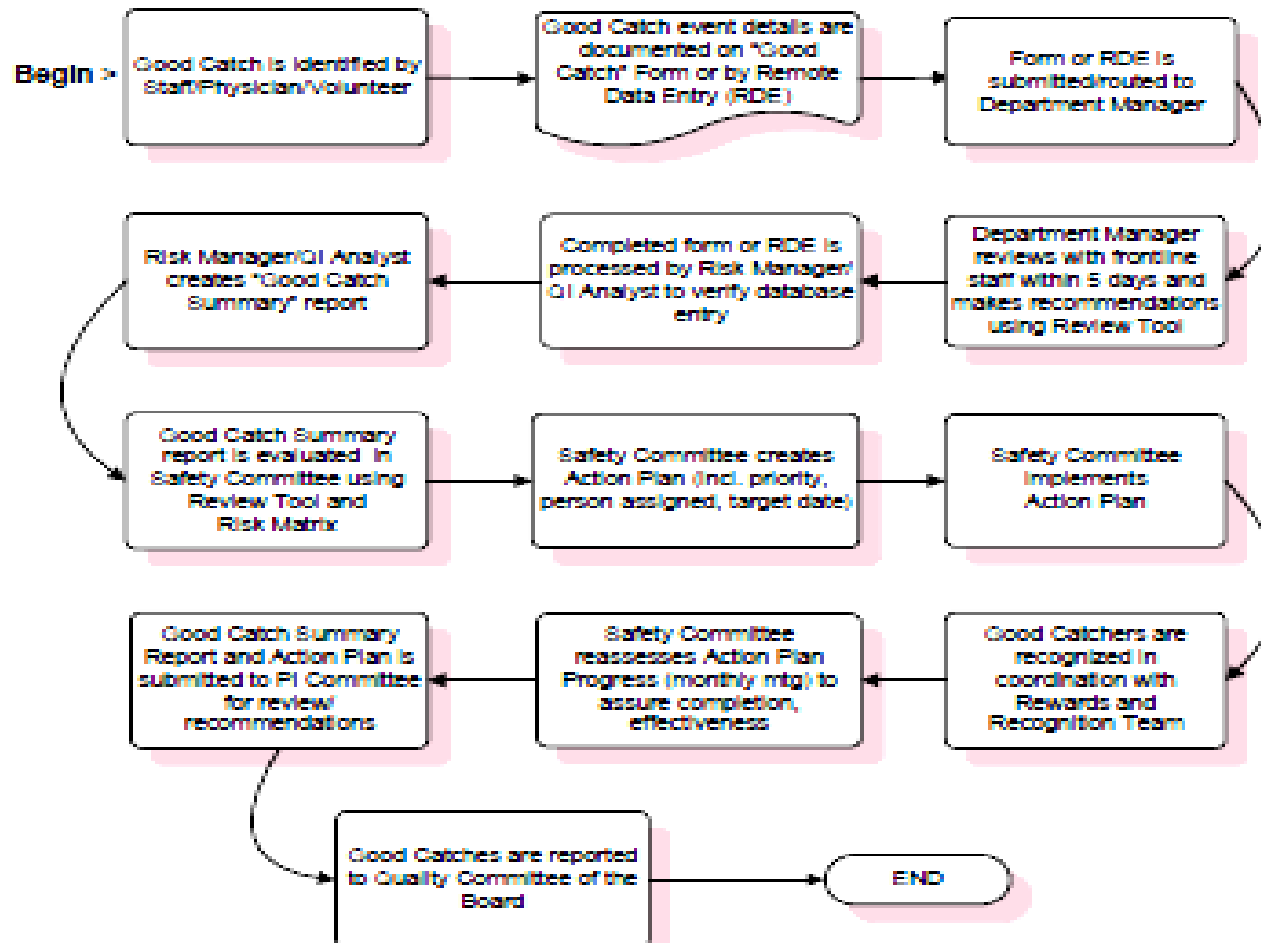 Begin >
Good Catch is identified by
Staff/Physician/Volunteer
Good Catch event details are
documented on "Good
Catch" Form or by Remote
Data Entry (RDE)
Form or RDE is
submitted/routed to
Department Manager
Department Manager
reviews with frontline
staff within 5 days and
makes recommendations
using Review Tool
Completed form or RDE is
processed by Risk Manager/
QI Analyst to verify database
entry
Risk Manager/QI Analyst
creates "Good Catch
Summary" report
Good Catch Summary
report is evaluated in
Safety Committee using
Review Tool and
Risk Matrix
Safety Committee creates
Action Plan (incl. priority,
person assigned, target date)
Safety Committee
implements
Action Plan
Good Catchers are
recognized in
coordination with
Rewards and
Recognition Team
Safety Committee
reassesses Action Plan
Progress (monthly mtg) to
assure completion,
effectiveness
Good Catch Summary
Report and Action Plan is
submitted to PI Committee
for review/
recommendations
Good Catches are reported
to Quality Committee of the
Board
END